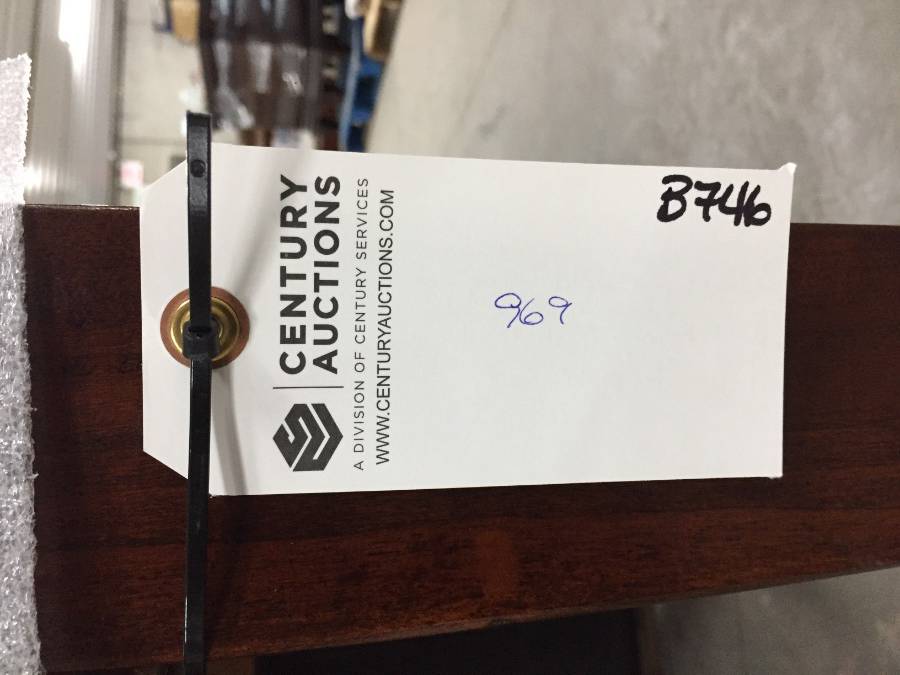 CENTURY
AUCTIONS
A DIVISION OF CENTURY SERVICES
WWW.CENTURYAUCTIONS.COM
969
B746